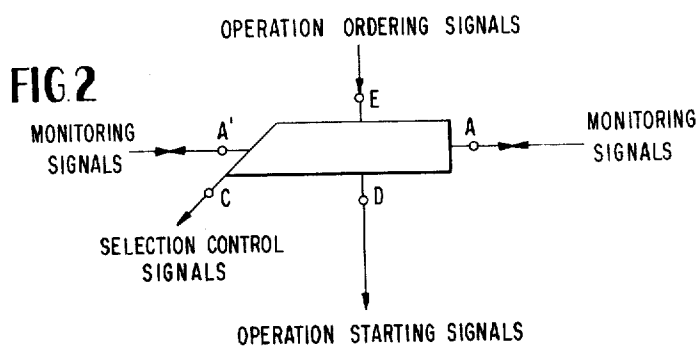 OPERATION ORDERING SIGNALS
FIG.2
E
MONITORING
SIGNALS
A'
A
MONITORING
SIGNALS
C
D
SELECTION CONTROL
SIGNALS
OPERATION STARTING SIGNALS